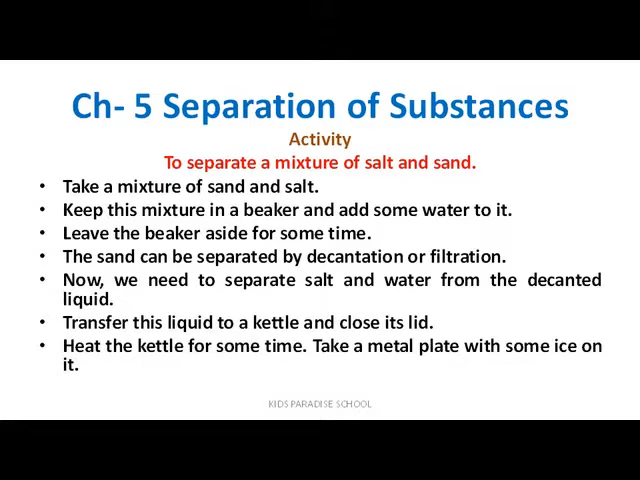 Ch- 5 Separation of Substances
Activity
To separate a mixture of salt and sand.
• Take a mixture of sand and salt.
• Keep this mixture in a beaker and add some water to it.
• Leave the beaker aside for some time.
• The sand can be separated by decantation or filtration.
• Now, we need to separate salt and water from the decanted
liquid.
• Transfer this liquid to a kettle and close its lid.
• Heat the kettle for some time. Take a metal plate with some ice on
it.
KIDS PARADISE SCHOOL